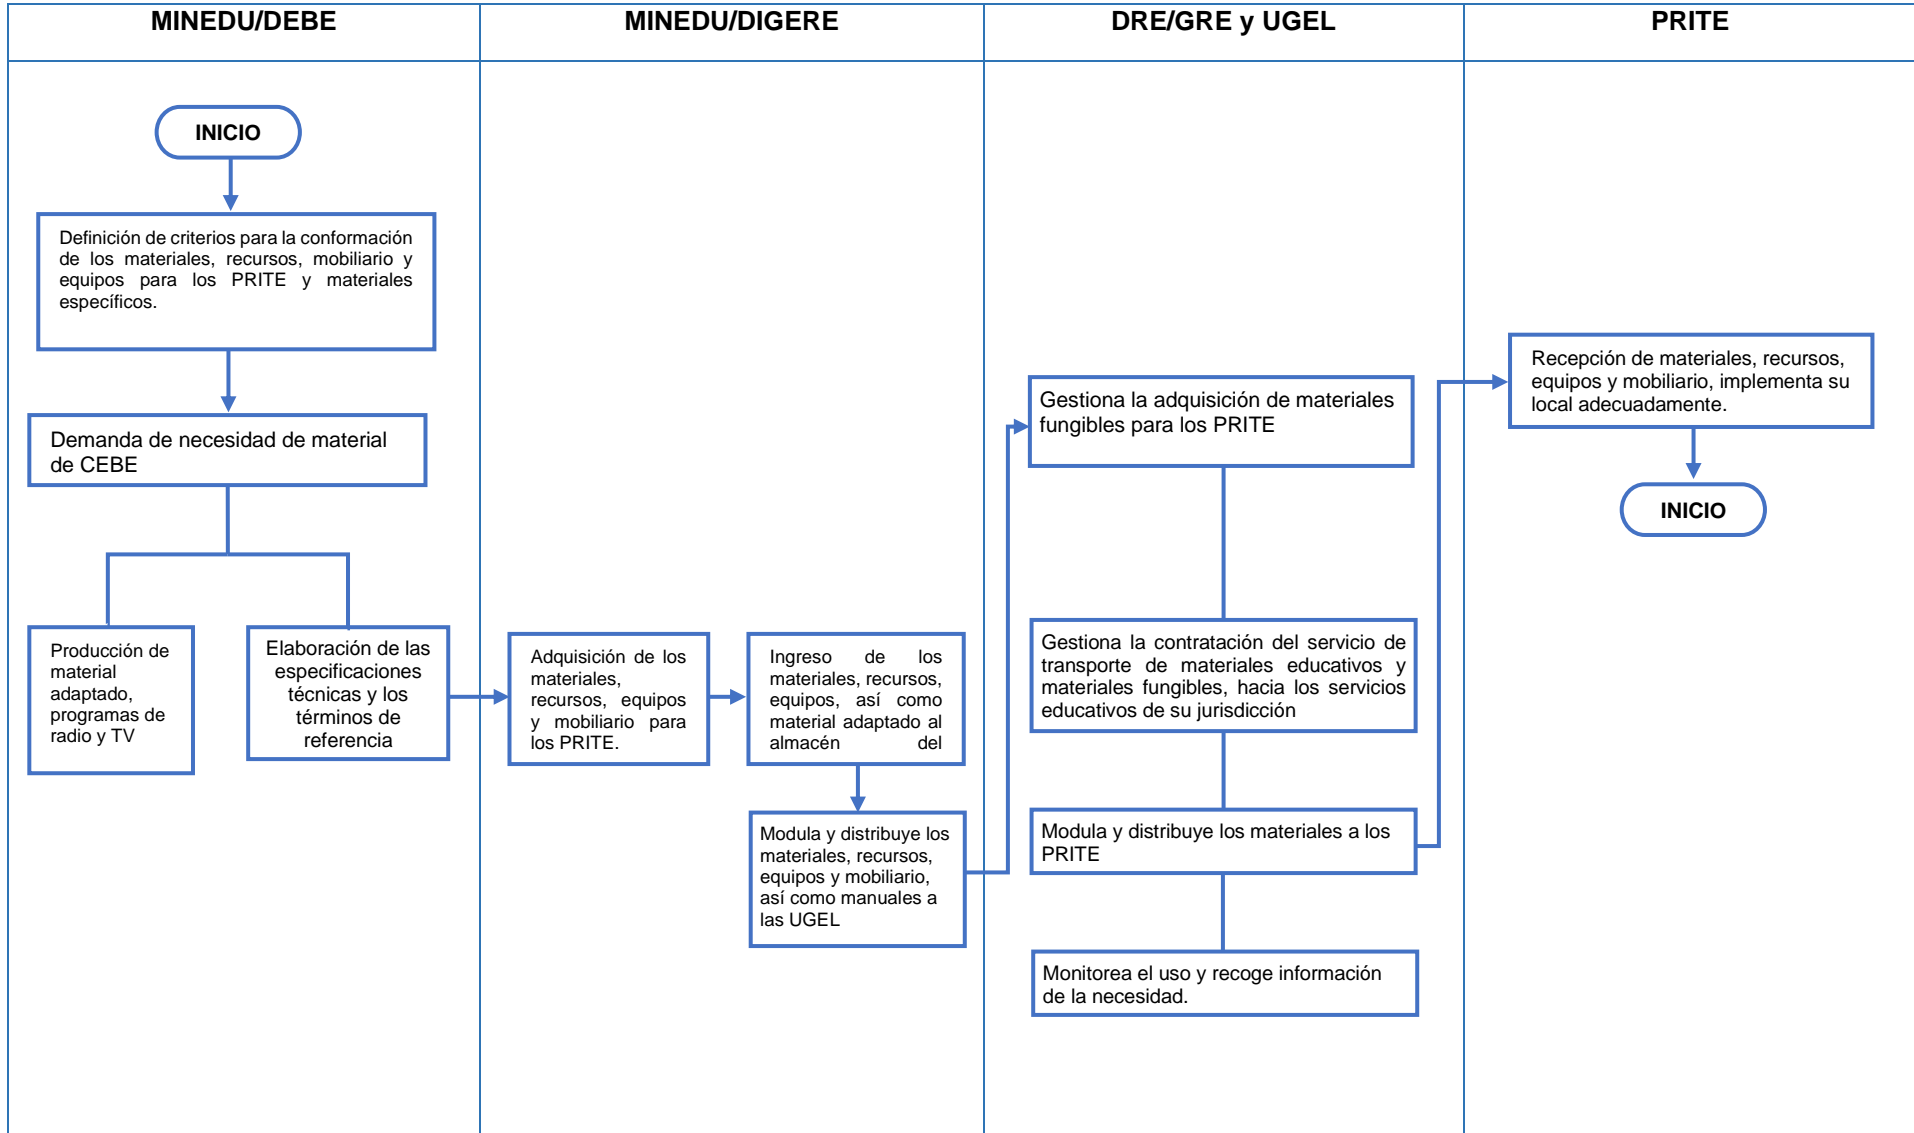 MINEDU/DEBE
MINEDU/DIGERE
DRE/GRE y UGEL
PRITE
INICIO
Definición de criterios para la conformación
de los materiales, recursos, mobiliario y
equipos para los PRITE y materiales
específicos.
Demanda de necesidad de material
de CEBE
Producción de
material
adaptado,
programas de
radio y TV
Elaboración de las
especificaciones
técnicas y los
términos de
referencia
Adquisición de los
materiales,
recursos, equipos
y mobiliario para
los PRITE.
Ingreso de los
materiales, recursos,
equipos, así como
material adaptado al
almacén del
Modula y distribuye los
materiales, recursos,
equipos y mobiliario,
así como manuales a
las UGEL
Gestiona la adquisición de materiales
fungibles para los PRITE
Gestiona la contratación del servicio de
transporte de materiales educativos y
materiales fungibles, hacia los servicios
educativos de su jurisdicción
Modula y distribuye los materiales a los
PRITE
Monitorea el uso y recoge información
de la necesidad.
Recepción de materiales, recursos,
equipos y mobiliario, implementa su
local adecuadamente.
INICIO